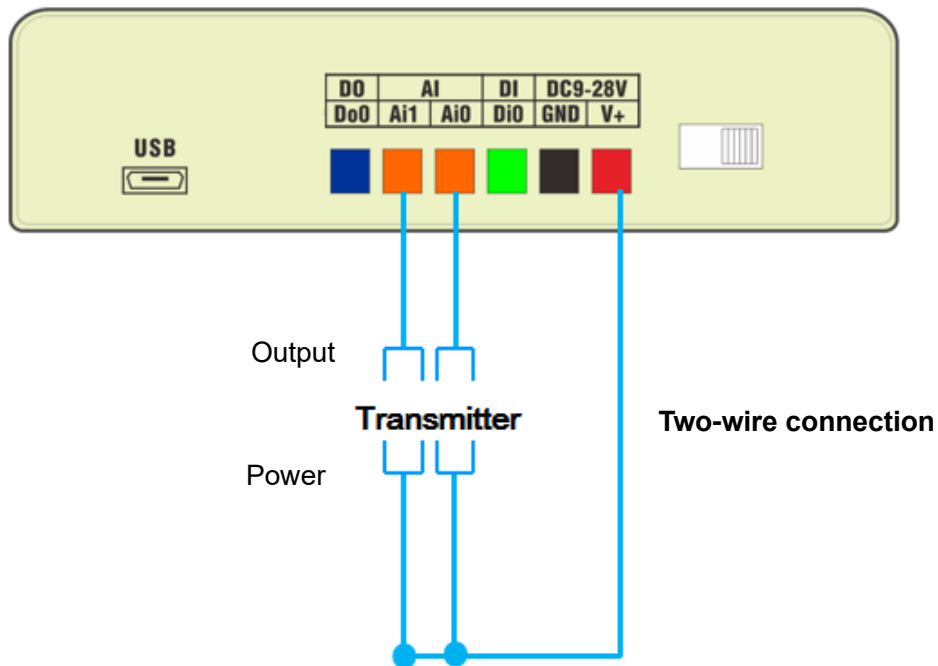 DO AI DI DC9-28V
Do0 Ai1 Ai0 Di0 GND V+
USB
Output
Transmitter
Two-wire connection
Power